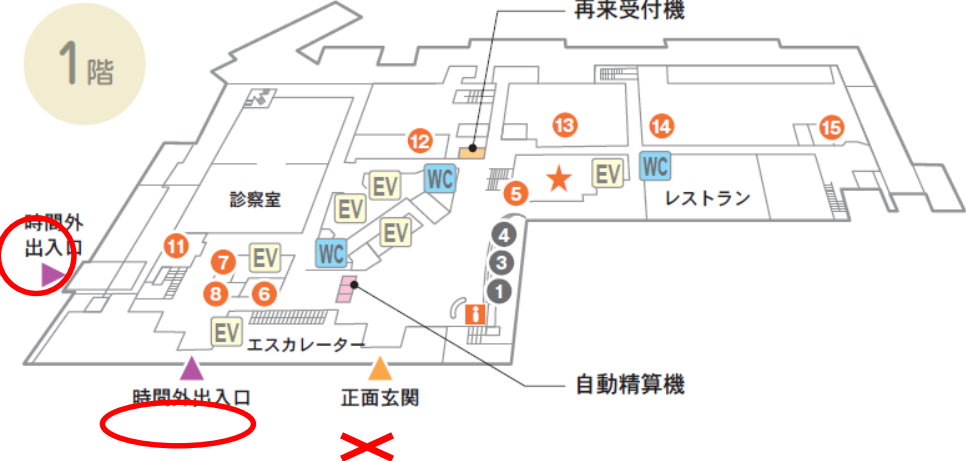 再来受付機
1階
12
13
14
15
EV
WC
EV
WC
5
★
診察室
EV
レストラン
時間外
出入口
11
EV
4
7
EV
WC
3
8
6
1
i
EV
エスカレーター
時間外出入口
正面玄関
自動精算機